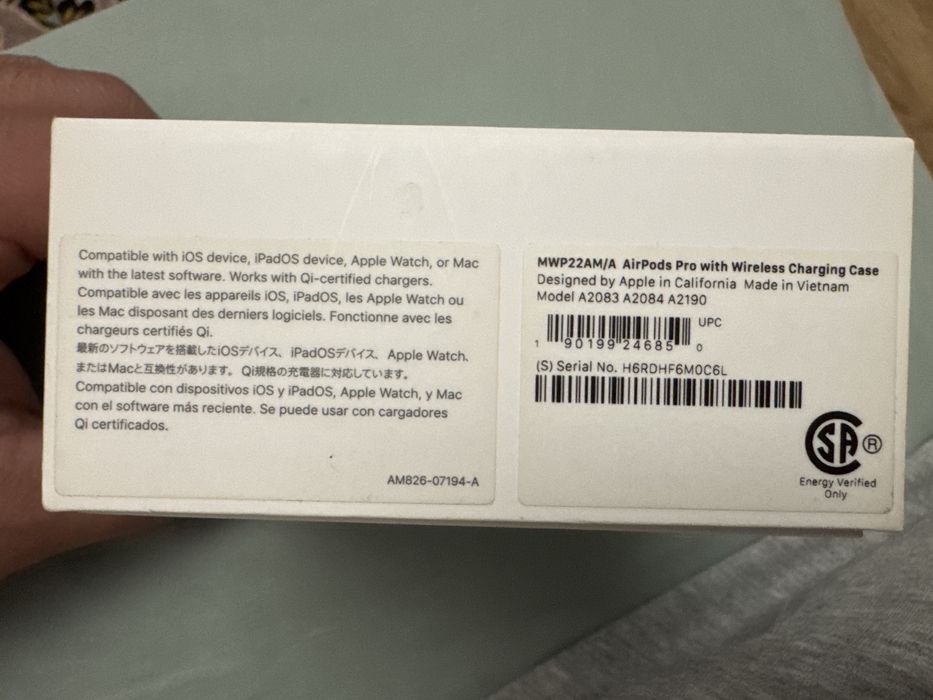 Compatible with iOS device, iPadOS device, Apple Watch, or Mac
with the latest software. Works with Qi-certified chargers.
Compatible avec les appareils iOS, iPadOS, les Apple Watch ou
les Mac disposant des derniers logiciels. Fonctionne avec les
chargeurs certifiés Qi.
最新のソフトウェアを搭載したiOSデバイス、iPadOSデバイス、Apple Watch、
またはMacと互換性があります。Qi規格の充電器に対応しています。
Compatible con dispositivos iOS y iPadOS, Apple Watch, y Mac
con el software más reciente. Se puede usar con cargadores
Qi certificados.
AM826-07194-A
MWP22AM/A AirPods Pro with Wireless Charging Case
Designed by Apple in California Made in Vietnam
Model A2083 A2084 A2190
UPC
1 90199 24685 0
(S) Serial No. H6RDHF6M0C6L
SA ®
Energy Verified
Only